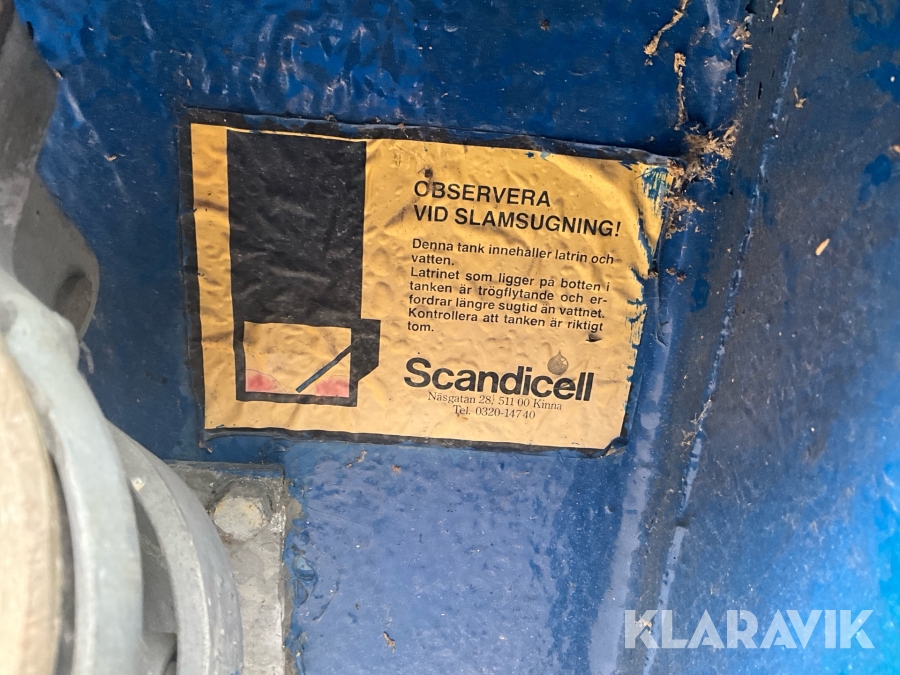 OBSERVERA
VID SLAMSUGNING!
Denna tank innehåller latrin och
vatten.
Latrinet som ligger på botten i
tanken är trögflytande och er-
fordrar längre sugtid än vattnet.
Kontrollera att tanken är riktigt
tom.
Scandicell
Näsgatan 28, 511 00 Kinna
Tel. 0320-14740
KLARAVIK